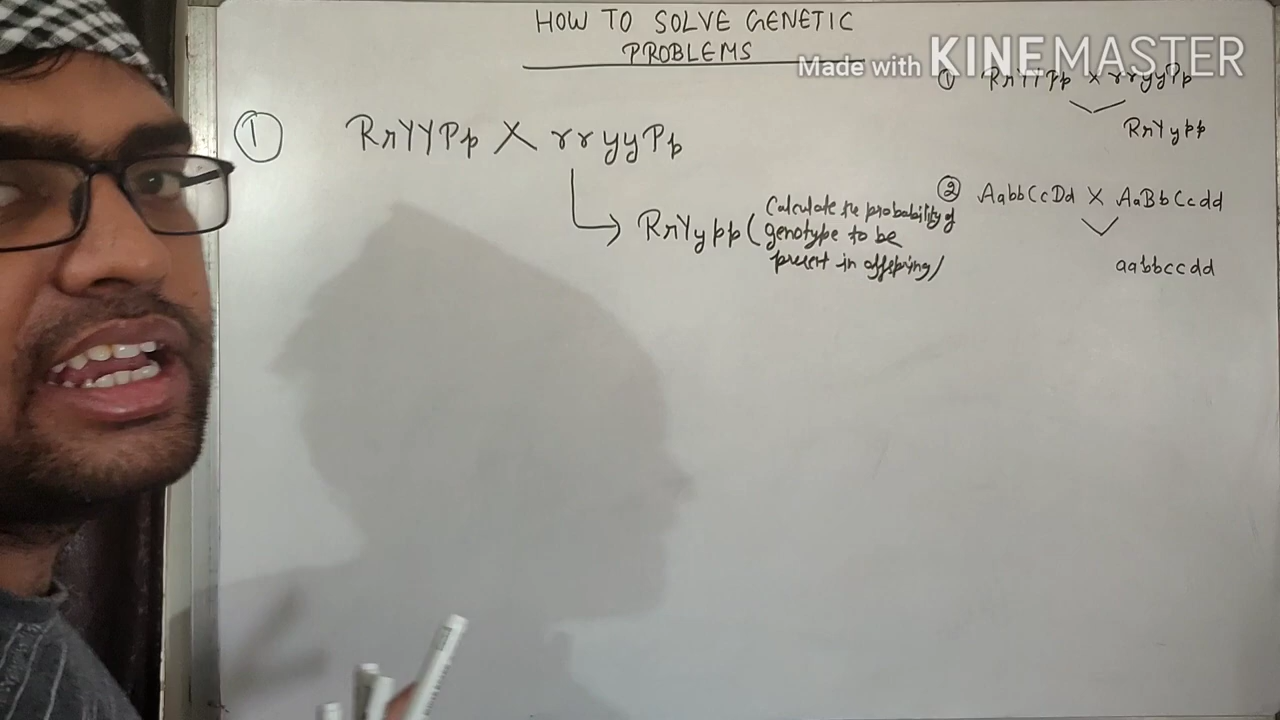 HOW TO SOLVE GENETIC
PROBLEMS
Made with KINEMASTER
① RrYYPp X rryyPp
RrYypp
① RrYYPp X rryyPp
→ RrYypp (Calculate the probability of
genotype to be
present in offspring)
② AabbCcDd X AaBbCcdd
aabbccdd